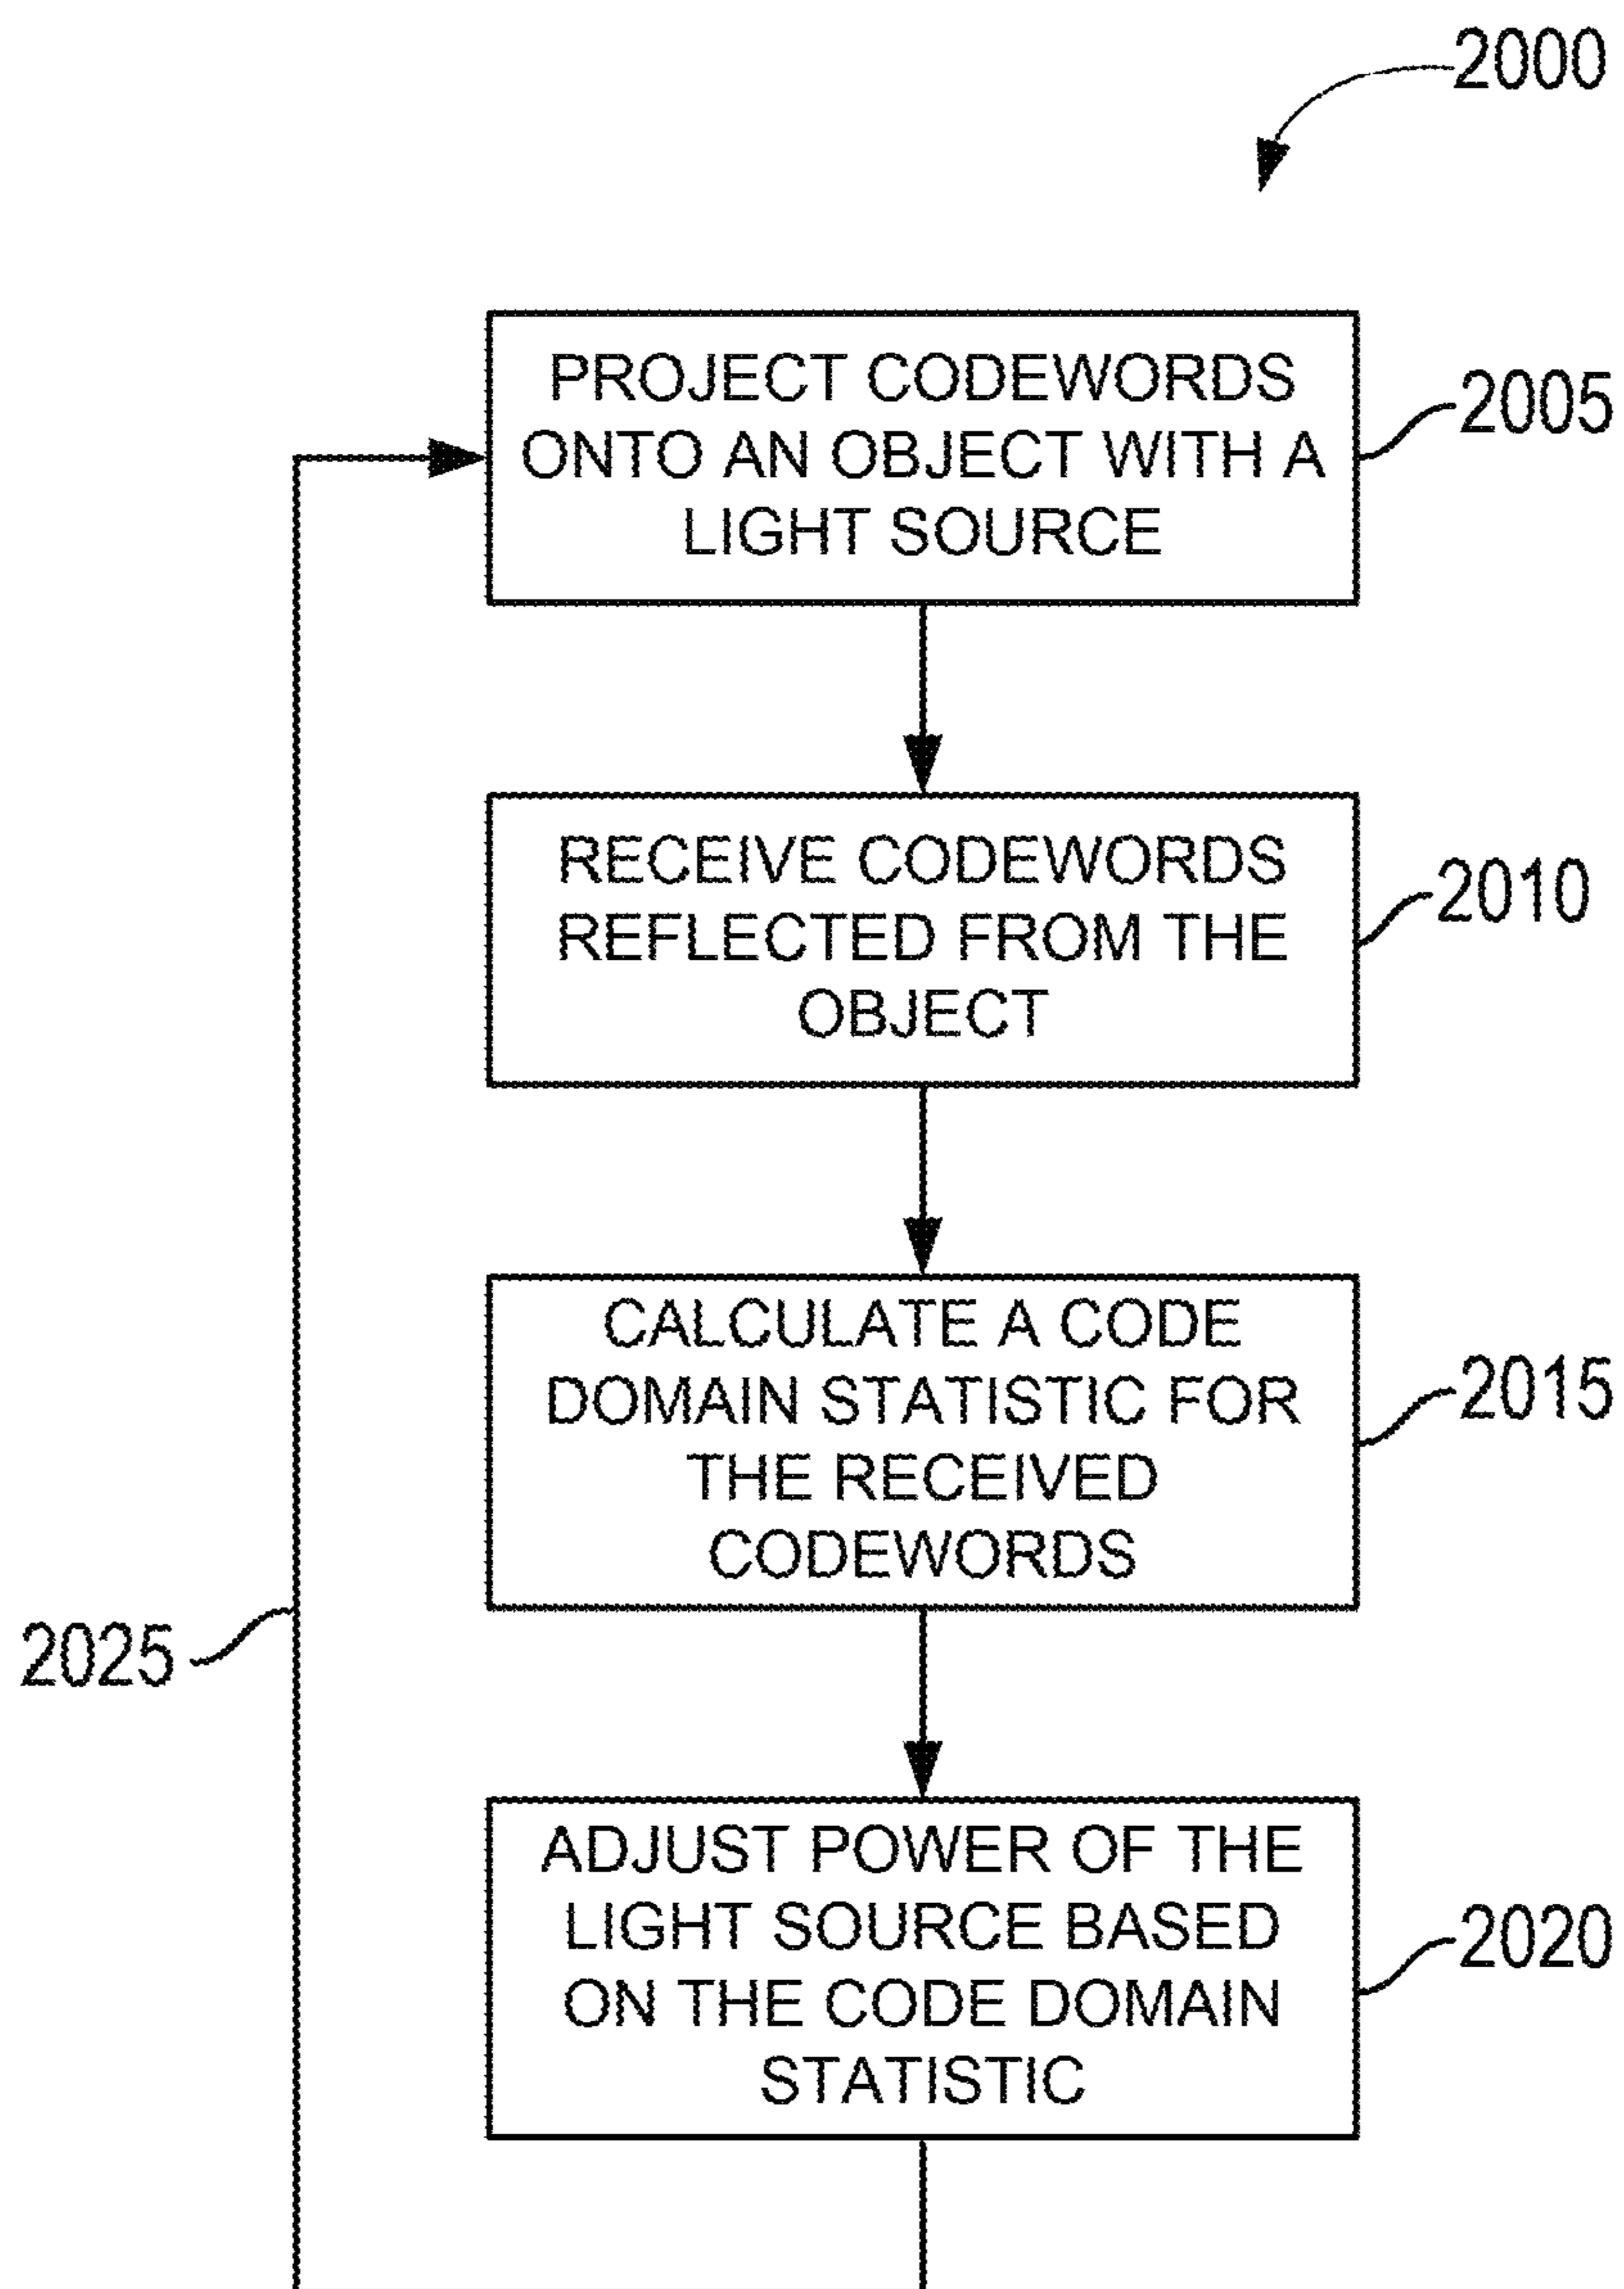 2000
PROJECT CODEWORDS
ONTO AN OBJECT WITH A
LIGHT SOURCE
2005
RECEIVE CODEWORDS
REFLECTED FROM THE
OBJECT
2010
CALCULATE A CODE
DOMAIN STATISTIC FOR
THE RECEIVED
CODEWORDS
2015
2025
ADJUST POWER OF THE
LIGHT SOURCE BASED
ON THE CODE DOMAIN
STATISTIC
2020